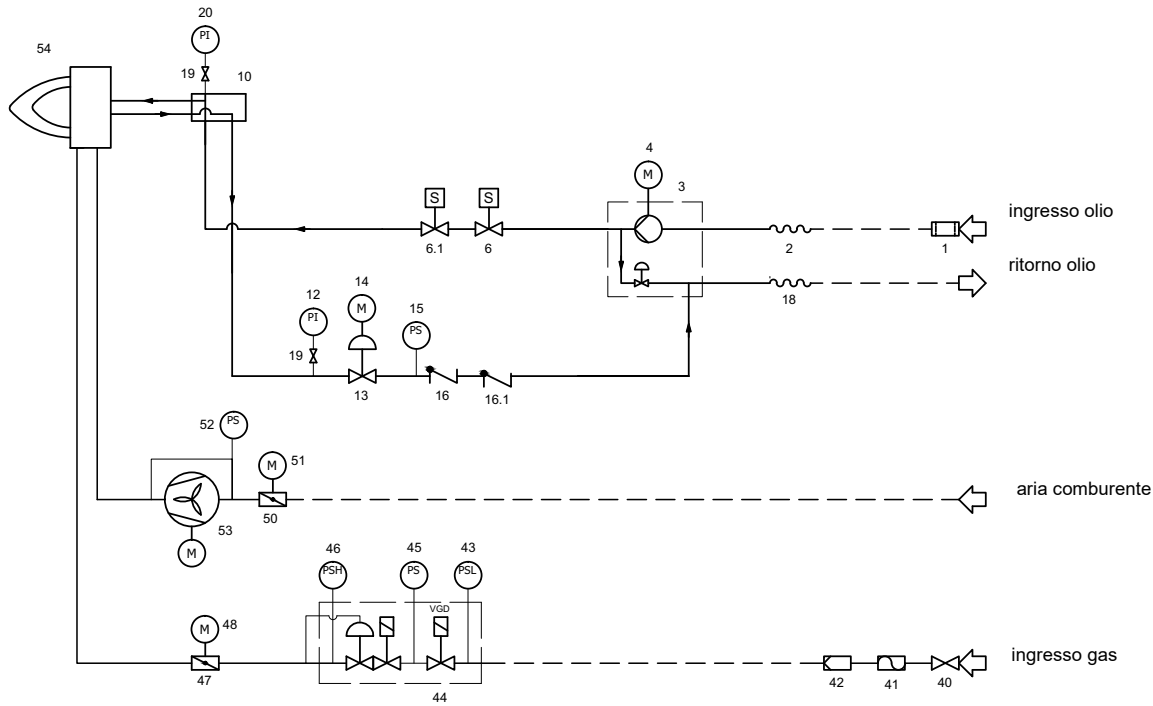 20
PI
54
19
10
4
M
3
S
S
6.1
6
2
1
ingresso olio
ritorno olio
18
12
PI
14
M
15
PS
19
13
16
16.1
52
PS
M
51
50
53
M
aria comburente
46
PSH
45
PS
43
PSL
VGD
M
48
47
44
42
41
40
ingresso gas